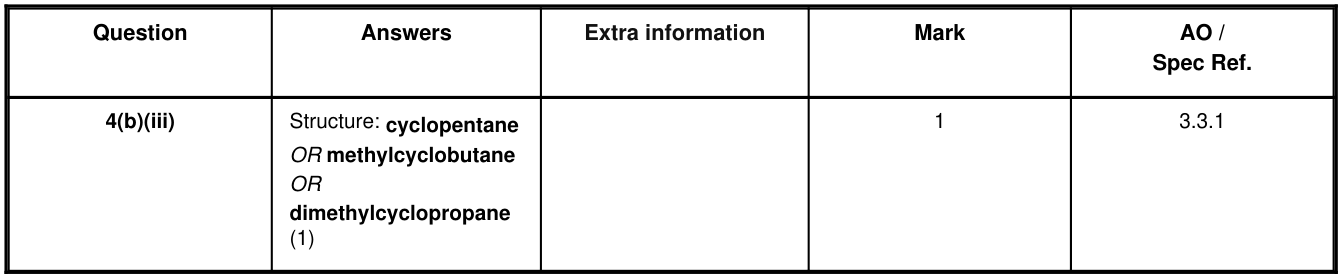 Question Answers Extra information Mark AO /
Spec Ref.
4(b)(iii) Structure: cyclopentane 1 3.3.1
OR methylcyclobutane
OR
dimethylcyclopropane
(1)